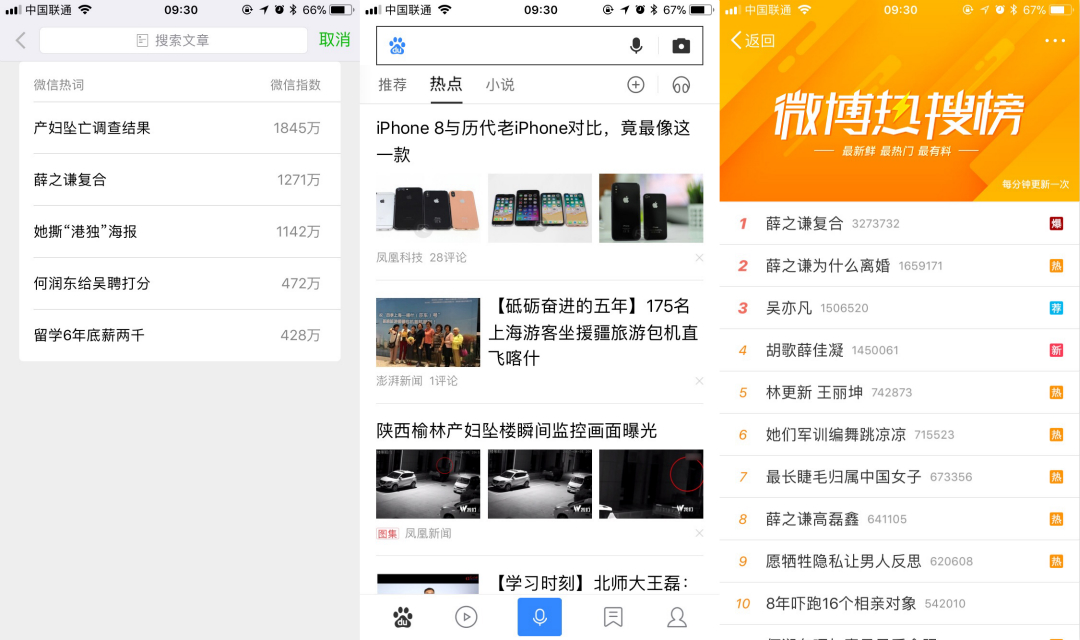 中国联通
09:30
66%
搜索文章
取消
微信热词
微信指数
产妇坠亡调查结果
1845万
薛之谦复合
1271万
她撕“港独”海报
1142万
何润东给吴聘打分
472万
留学6年底薪两千
428万
中国联通
09:30
67%
du
推荐
热点
小说
iPhone 8与历代老iPhone对比，竟最像这
一款
凤凰科技 28评论
【砥砺奋进的五年】175名
上海游客坐援疆旅游包机直
飞喀什
澎湃新闻 1评论
陕西榆林产妇坠楼瞬间监控画面曝光
图集 凤凰新闻
【学习时刻】北师大王磊：
du
中国联通
09:30
67%
返回
微博热搜榜
最新鲜 最热门 最有料
每分钟更新一次
1 薛之谦复合 3273732 爆
2 薛之谦为什么离婚 1659171 热
3 吴亦凡 1506520 荐
4 胡歌薛佳凝 1450061 新
5 林更新 王丽坤 742873 热
6 她们军训编舞跳凉凉 715523 热
7 最长睫毛归属中国女子 673356 热
8 薛之谦高磊鑫 641105 热
9 愿牺牲隐私让男人反思 620608 热
10 8年吓跑16个相亲对象 542010